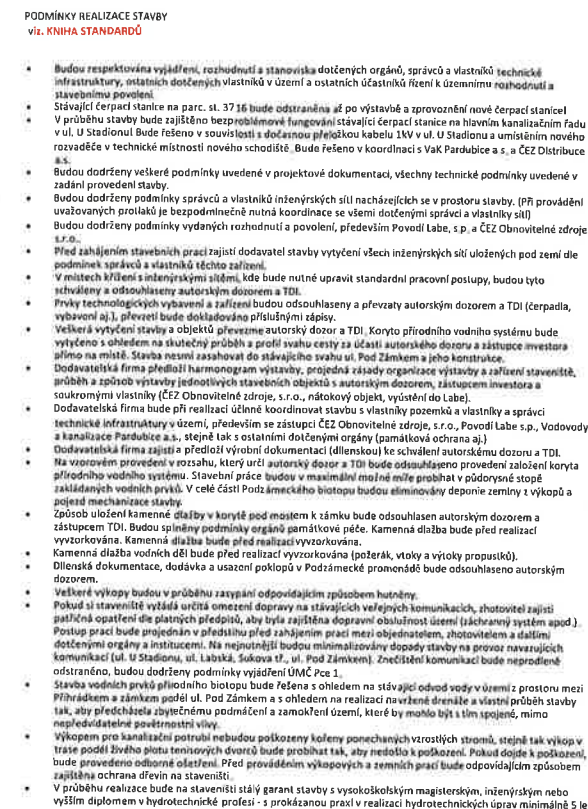 PODMÍNKY REALIZACE STAVBY
viz. KNIHA STANDARDŮ
• Budou respektována vyjádření, rozhodnutí a stanoviska dotčených orgánů, správců a vlastníků technické
infrastruktury, ostatních dotčených vlastníků v území a ostatních účastníků řízení k územnímu rozhodnutí a
stavebnímu povolení.
• Stávající čerpací stanice na parc. st. 3716 bude odstraněna až po výstavbě a zprovoznění nové čerpací stanice!
• V průběhu stavby bude zajištěno bezproblémové fungování stávající čerpací stanice na hlavním kanalizačním řadu
v ul. U Stadionu! Bude řešeno v souvislosti s dočasnou přeložkou kabelu 1kV v ul. U Stadionu a umístěním nového
rozvaděče v technické místnosti nového schodiště. Bude řešeno v koordinci s VaK Pardubice a s. a ČEZ Distribuce
a.s.
• Budou dodrženy veškeré podmínky uvedené v projektové dokumentaci, všechny technické podmínky uvedené v
zadání provedení stavby.
• Budou dodrženy podmínky správců a vlastníků inženýrských sítí nacházejících se v prostoru stavby. (Při provádění
uvažovaných protlaků je bezpodmínečně nutná koordinace se všemi dotčenými správci a vlastníky sítí)
• Budou dodrženy podmínky vydaných rozhodnutí a povolení, především Povodí Labe, s.p. a ČEZ Obnovitelné zdroje
s.r.o..
• Před zahájením stavebních prací zajistí dodavatel stavby vytyčení všech inženýrských sítí uložených pod zemí dle
podmínek správců a vlastníků těchto zařízení.
• V místech křížení s inženýrskými sítěmi, kde bude nutné upravit standardní pracovní postupy, budou tyto
schváleny a odsouhlaseny autorským dozorem a TDI.
• Prvky technologických vybavení a zařízení budou odsouhlaseny a převzaty autorským dozorem a TDI (čerpadla,
vybavení aj.), převzetí bude dokladováno příslušnými zápisy.
• Veškerá vytyčení stavby a objektů převezme autorský dozor a TDI. Koryto přírodního vodního systému bude
vytyčeno s ohledem na skutečný průběh a profil svahu cesty za účasti autorského dozoru a zástupce investora
přímo na místě. Stavba nesmí zasahovat do stávajícího svahu ul. Pod Zámkem a jeho konstrukce.
• Dodavatelská firma předloží harmonogram výstavby, projedná zásady organizace výstavby a zařízení staveniště,
průběh a způsob výstavby jednotlivých stavebních objektů s autorským dozorem, zástupcem investora a
soukromými vlastníky (ČEZ Obnovitelné zdroje, s.r.o., nátokový objekt, vyústění do Labe).
• Dodavatelská firma bude při realizaci účinně koordinovat stavbu s vlastníky pozemků a vlastníky a správci
technické infrastruktury v území, především se zástupci ČEZ Obnovitelné zdroje, s.r.o., Povodí Labe s.p., Vodovody
a kanalizace Pardubice a.s., stejně tak s ostatními dotčenými orgány (památková ochrana aj.)
• Dodavatelská firma zajistí a předloží výrobní dokumentaci (dílenskou) ke schválení autorskému dozoru a TDI.
• Na vzorovém provedení v rozsahu, který určí autorský dozor a TDI bude odsouhlaseno provedení založení koryta
přírodního vodního systému. Stavební práce budou v maximální možné míře probíhat v půdorysné stopě
zakládaných vodních prvků. V celé části Podzámeckého biotopu budou eliminovány deponie zeminy z výkopů a
pojezd mechanizace stavby.
• Způsob uložení kamenné dlažby v korytě pod mostem k zámku bude odsouhlasen autorským dozorem a
zástupcem TDI. Budou splněny podmínky orgánů památkové péče. Kamenná dlažba bude před realizací
vyvzorkována. Kamenná dlažba bude před realizací vyvzorkována.
• Kamenná dlažba vodních děl bude před realizací vyvzorkována (požerák, vtoky a výtoky propustků).
• Dílenská dokumentace, dodávka a usazení poklopů v Podzámecké promenádě bude odsouhlaseno autorským
dozorem.
• Veškeré výkopy budou v průběhu zasypání odpovídajícím způsobem hutněny.
• Pokud si staveniště vyžádá určitá omezení dopravy na stávajících veřejných komunikacích, zhotovitel zajistí
patřičná opatření dle platných předpisů, aby byla zajištěna dopravní obslužnost území (záchranný systém apod.).
Postup prací bude projednán v předstihu před zahájením prací mezi objednatelem, zhotovitelem a dalšími
dotčenými orgány a institucemi. Na nejnutnější budou minimalizovány dopady stavby na provoz navazujících
komunikací (ul. U Stadionu, ul. Labská, Sukova tř., ul. Pod Zámkem). Znečištění komunikací bude neprodleně
odstraněno, budou dodrženy podmínky vyjádření ÚMČ Pce 1.
• Stavba vodních prvků přírodního biotopu bude řešena s ohledem na stávající odvod vody v území z prostoru mezi
Příhrádkem a zámkem podél ul. Pod Zámkem a s ohledem na realizaci navržené drenáže a vlastní průběh stavby
tak, aby předcházela zbytečnému podmáčení a zamokření území, které by mohlo být s tím spojené, mimo
nepředvídatelné povětrnostní vlivy.
• Výkopem pro kanalizační potrubí nebudou poškozeny kořeny ponechaných vzrostlých stromů, stejně tak výkop v
trase podél živého plotu tenisových dvorců bude probíhat tak, aby nedošlo k poškození. Pokud dojde k poškození,
bude provedeno odborné ošetření. Před prováděním výkopových a zemních prací bude odpovídajícím způsobem
zajištěna ochrana dřevin na staveništi.
• V průběhu realizace bude na staveništi stálý garant stavby s vysokoškolským magisterským, inženýrským nebo
vyšším diplomem v hydrotechnické profesi - s prokázanou praxí v realizaci hydrotechnických úprav minimálně 5 let